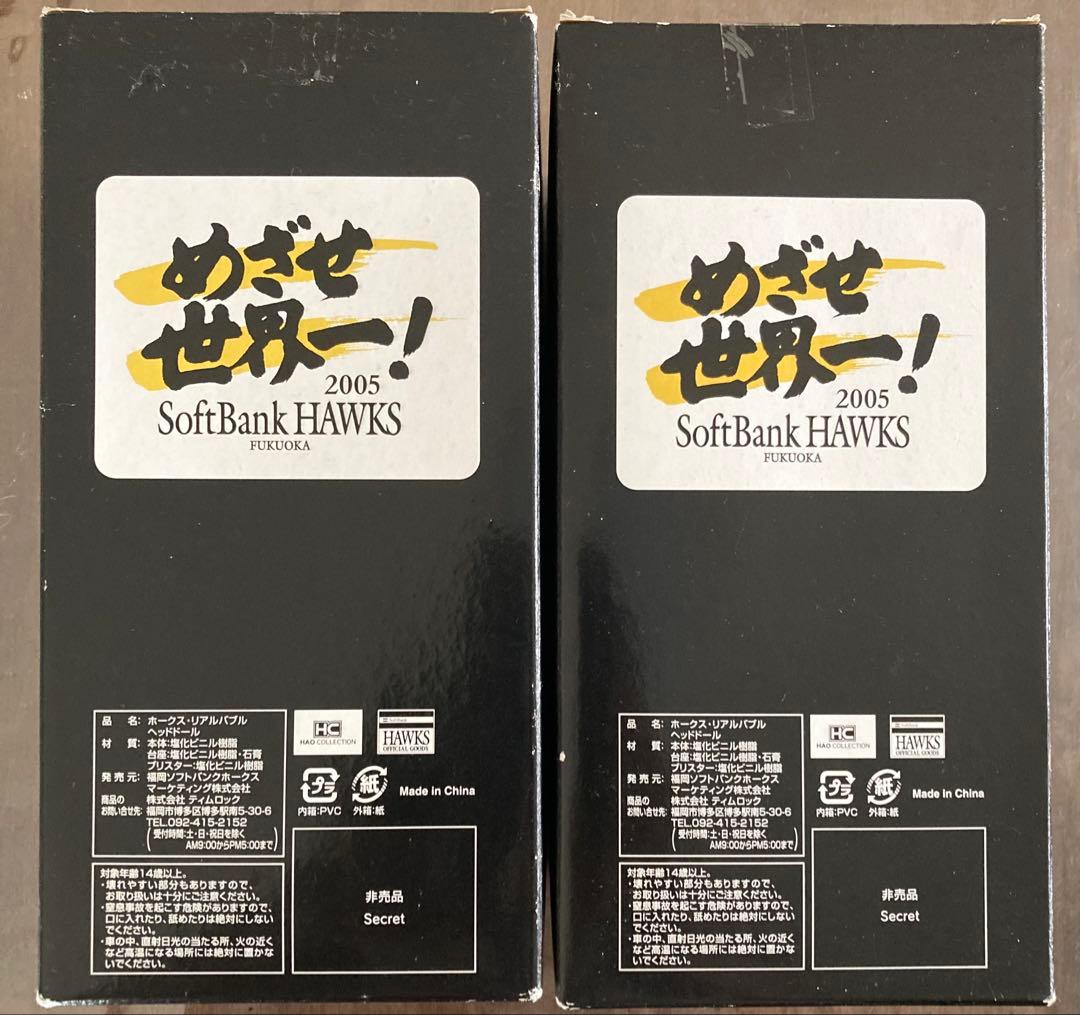 めざせ
世界一!
2005
SoftBank HAWKS
FUKUOKA
品 名: ホークス・リアルバブル
ヘッドドール
材 質: 本体:塩化ビニル樹脂
台座:塩化ビニル樹脂・石膏
ブリスター:塩化ビニル樹脂
発 売 元: 福岡ソフトバンクホークス
マーケティング株式会社
商品の
お問い合せ先: 株式会社 ティムロック
福岡市博多区博多駅南5-30-6
TEL.092-415-2152
(受付時間:土・日・祝日を除く
AM9:00からPM5:00まで)
HC
HAO COLLECTION
SoftBank
HAWKS
OFFICIAL GOODS
プラ
内箱:PVC
紙
外箱:紙
Made in China
対象年齢14歳以上。
・壊れやすい部分もありますので、
お取り扱いは十分にご注意ください。
・窒息事故を起こす危険がありますので、
口に入れたり、舐めたりは絶対にしない
でください。
・車の中、直射日光の当たる所、火の近く
など高温になる場所には絶対に置かな
いでください。
非売品
Secret
めざせ
世界一!
2005
SoftBank HAWKS
FUKUOKA
品 名: ホークス・リアルバブル
ヘッドドール
材 質: 本体:塩化ビニル樹脂
台座:塩化ビニル樹脂・石膏
ブリスター:塩化ビニル樹脂
発 売 元: 福岡ソフトバンクホークス
マーケティング株式会社
商品の
お問い合せ先: 株式会社 ティムロック
福岡市博多区博多駅南5-30-6
TEL.092-415-2152
(受付時間:土・日・祝日を除く
AM9:00からPM5:00まで)
HC
HAO COLLECTION
SoftBank
HAWKS
OFFICIAL GOODS
プラ
内箱:PVC
紙
外箱:紙
Made in China
対象年齢14歳以上。
・壊れやすい部分もありますので、
お取り扱いは十分にご注意ください。
・窒息事故を起こす危険がありますので、
口に入れたり、舐めたりは絶対にしない
でください。
・車の中、直射日光の当たる所、火の近く
など高温になる場所には絶対に置かな
いでください。
非売品
Secret